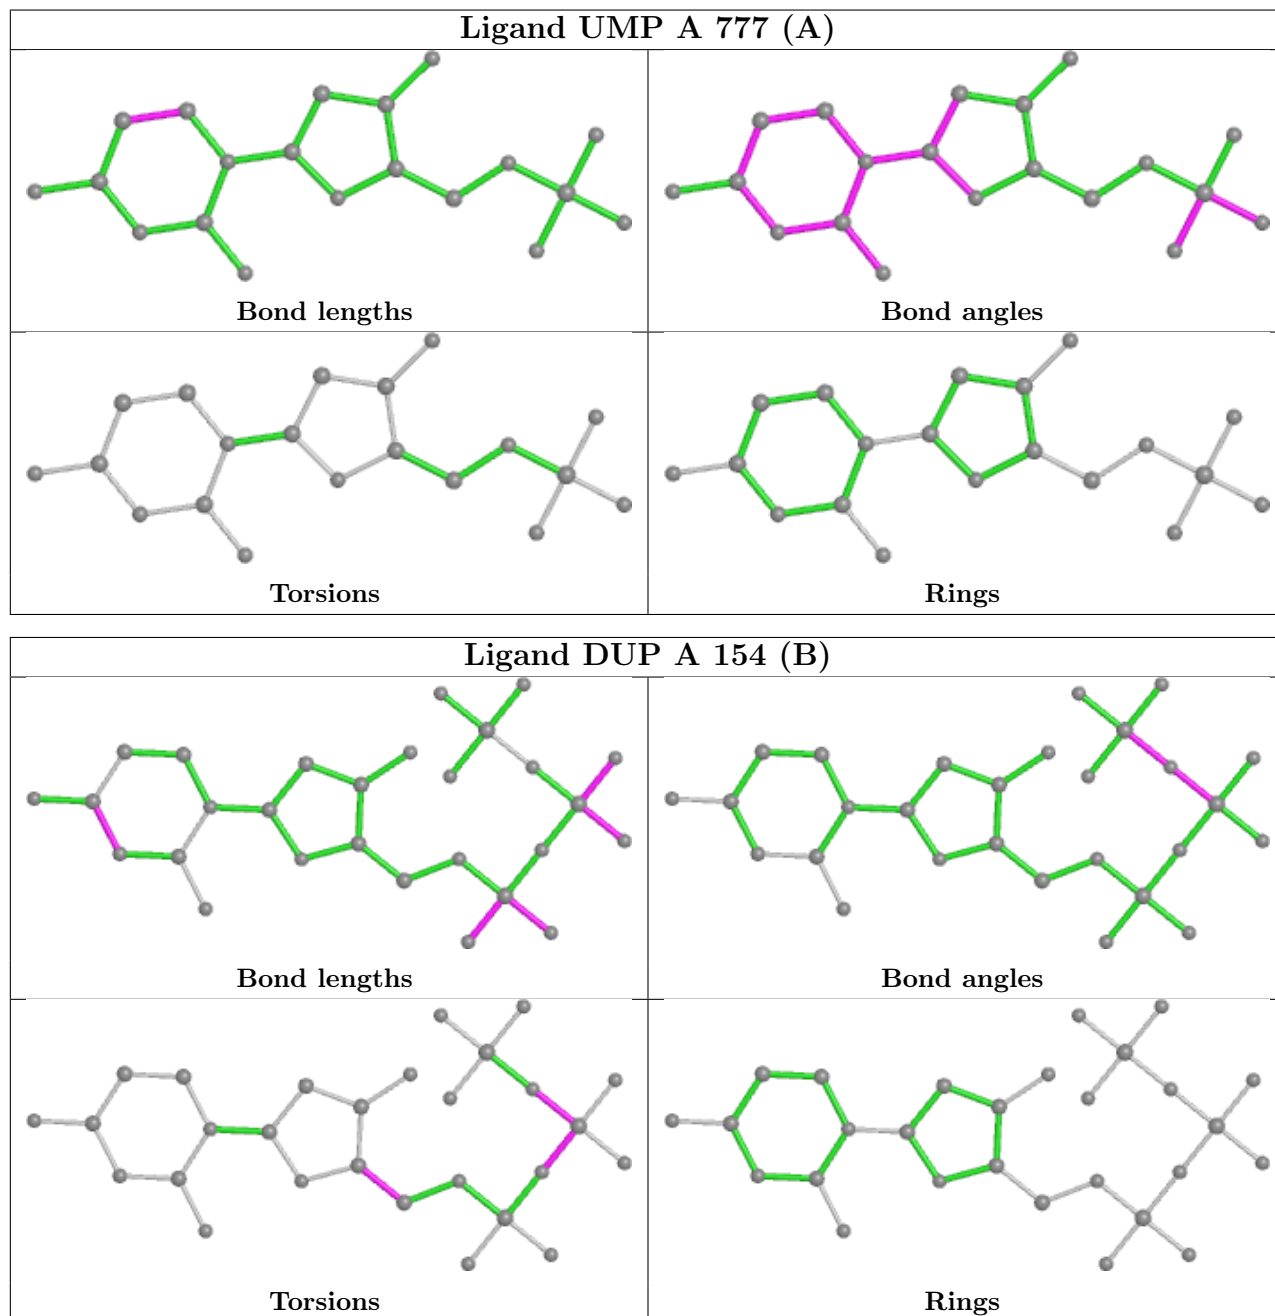 Ligand UMP A 777 (A)
Bond lengths
Bond angles
Torsions
Rings
Ligand DUP A 154 (B)
Bond lengths
Bond angles
Torsions
Rings